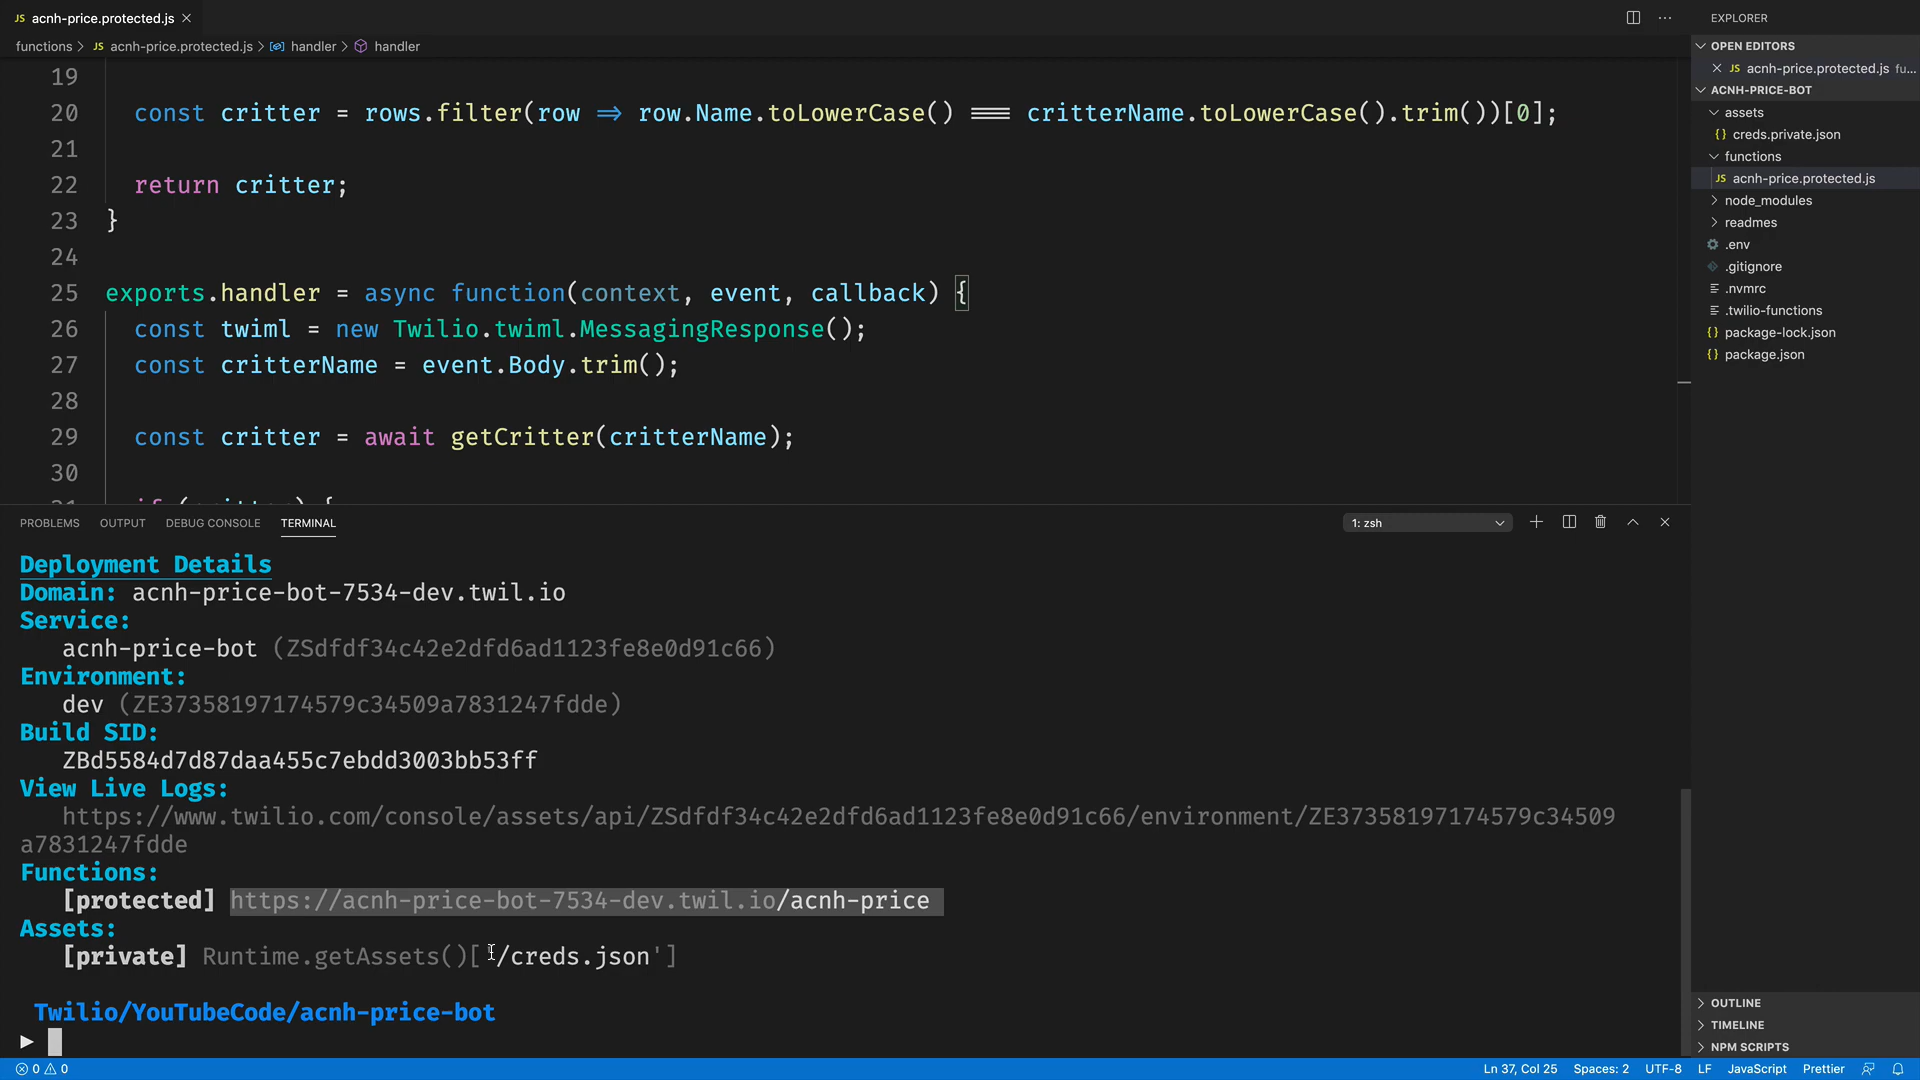 JS acnh-price.protected.js
functions > JS acnh-price.protected.js > handler > handler
19
20 const critter = rows.filter(row => row.Name.toLowerCase() === critterName.toLowerCase().trim())[0];
21
22 return critter;
23 }
24
25 exports.handler = async function(context, event, callback) {
26 const twiml = new Twilio.twiml.MessagingResponse();
27 const critterName = event.Body.trim();
28
29 const critter = await getCritter(critterName);
30
PROBLEMS OUTPUT DEBUG CONSOLE TERMINAL 1: zsh
Deployment Details
Domain: acnh-price-bot-7534-dev.twil.io
Service:
acnh-price-bot (ZSdfdf34c42e2dfd6ad1123fe8e0d91c66)
Environment:
dev (ZE37358197174579c34509a7831247fdde)
Build SID:
ZBd5584d7d87daa455c7ebdd3003bb53ff
View Live Logs:
https://www.twilio.com/console/assets/api/ZSdfdf34c42e2dfd6ad1123fe8e0d91c66/environment/ZE37358197174579c34509
a7831247fdde
Functions:
[protected] https://acnh-price-bot-7534-dev.twil.io/acnh-price
Assets:
[private] Runtime.getAssets()['/creds.json']
Twilio/YouTubeCode/acnh-price-bot
EXPLORER
OPEN EDITORS
JS acnh-price.protected.js fu...
ACNH-PRICE-BOT
assets
{} creds.private.json
functions
JS acnh-price.protected.js
node_modules
readmes
.env
.gitignore
.nvmrc
.twilio-functions
{} package-lock.json
{} package.json
OUTLINE
TIMELINE
NPM SCRIPTS
0 0 Ln 37, Col 25 Spaces: 2 UTF-8 LF JavaScript Prettier